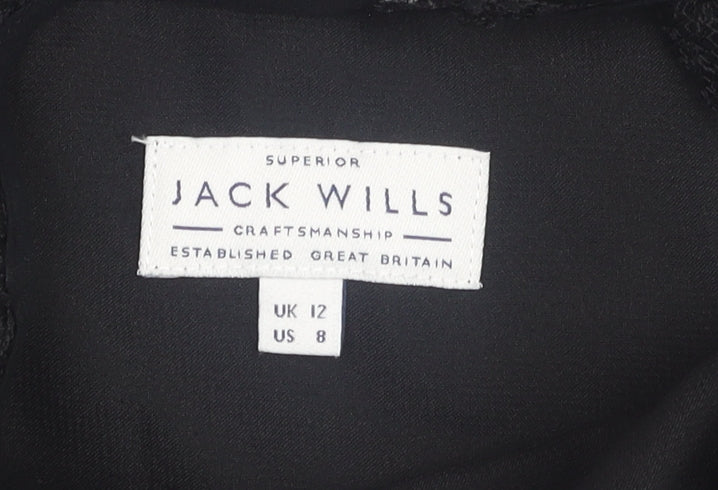 SUPERIOR
JACK WILLS
CRAFTSMANSHIP
ESTABLISHED GREAT BRITAIN
UK 12
US 8